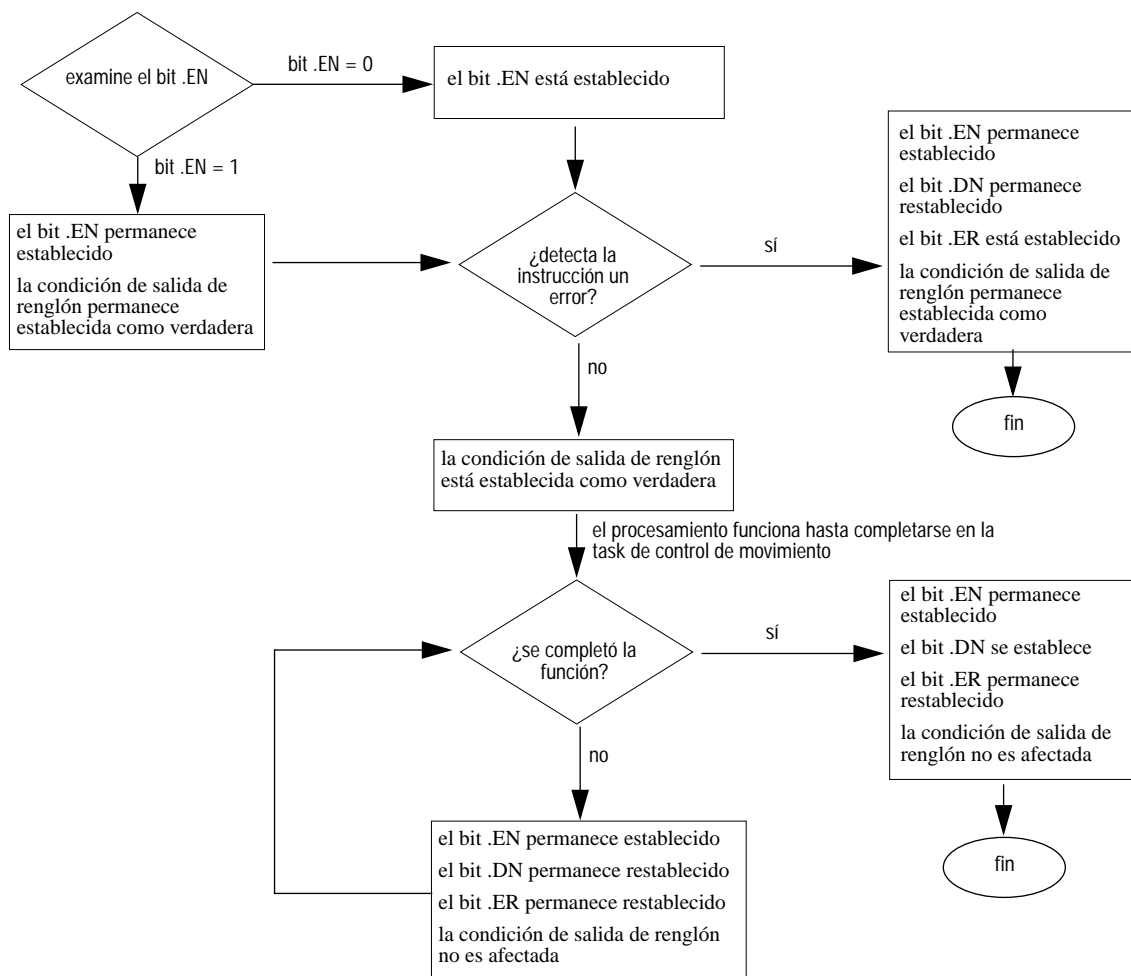 examine el bit .EN
bit .EN = 0
el bit .EN está establecido
bit .EN = 1
el bit .EN permanece
establecido
la condición de salida de
renglón permanece
establecida como verdadera
¿detecta la
instrucción un
error?
sí
el bit .EN permanece
establecido
el bit .DN permanece
restablecido
el bit .ER está establecido
la condición de salida de
renglón permanece
establecida como
verdadera
fin
no
la condición de salida de renglón
está establecida como verdadera
el procesamiento funciona hasta completarse en la
task de control de movimiento
¿se completó la
función?
sí
el bit .EN permanece
establecido
el bit .DN se establece
el bit .ER permanece
restablecido
la condición de salida de
renglón no es afectada
fin
no
el bit .EN permanece establecido
el bit .DN permanece restablecido
el bit .ER permanece restablecido
la condición de salida de renglón
no es afectada